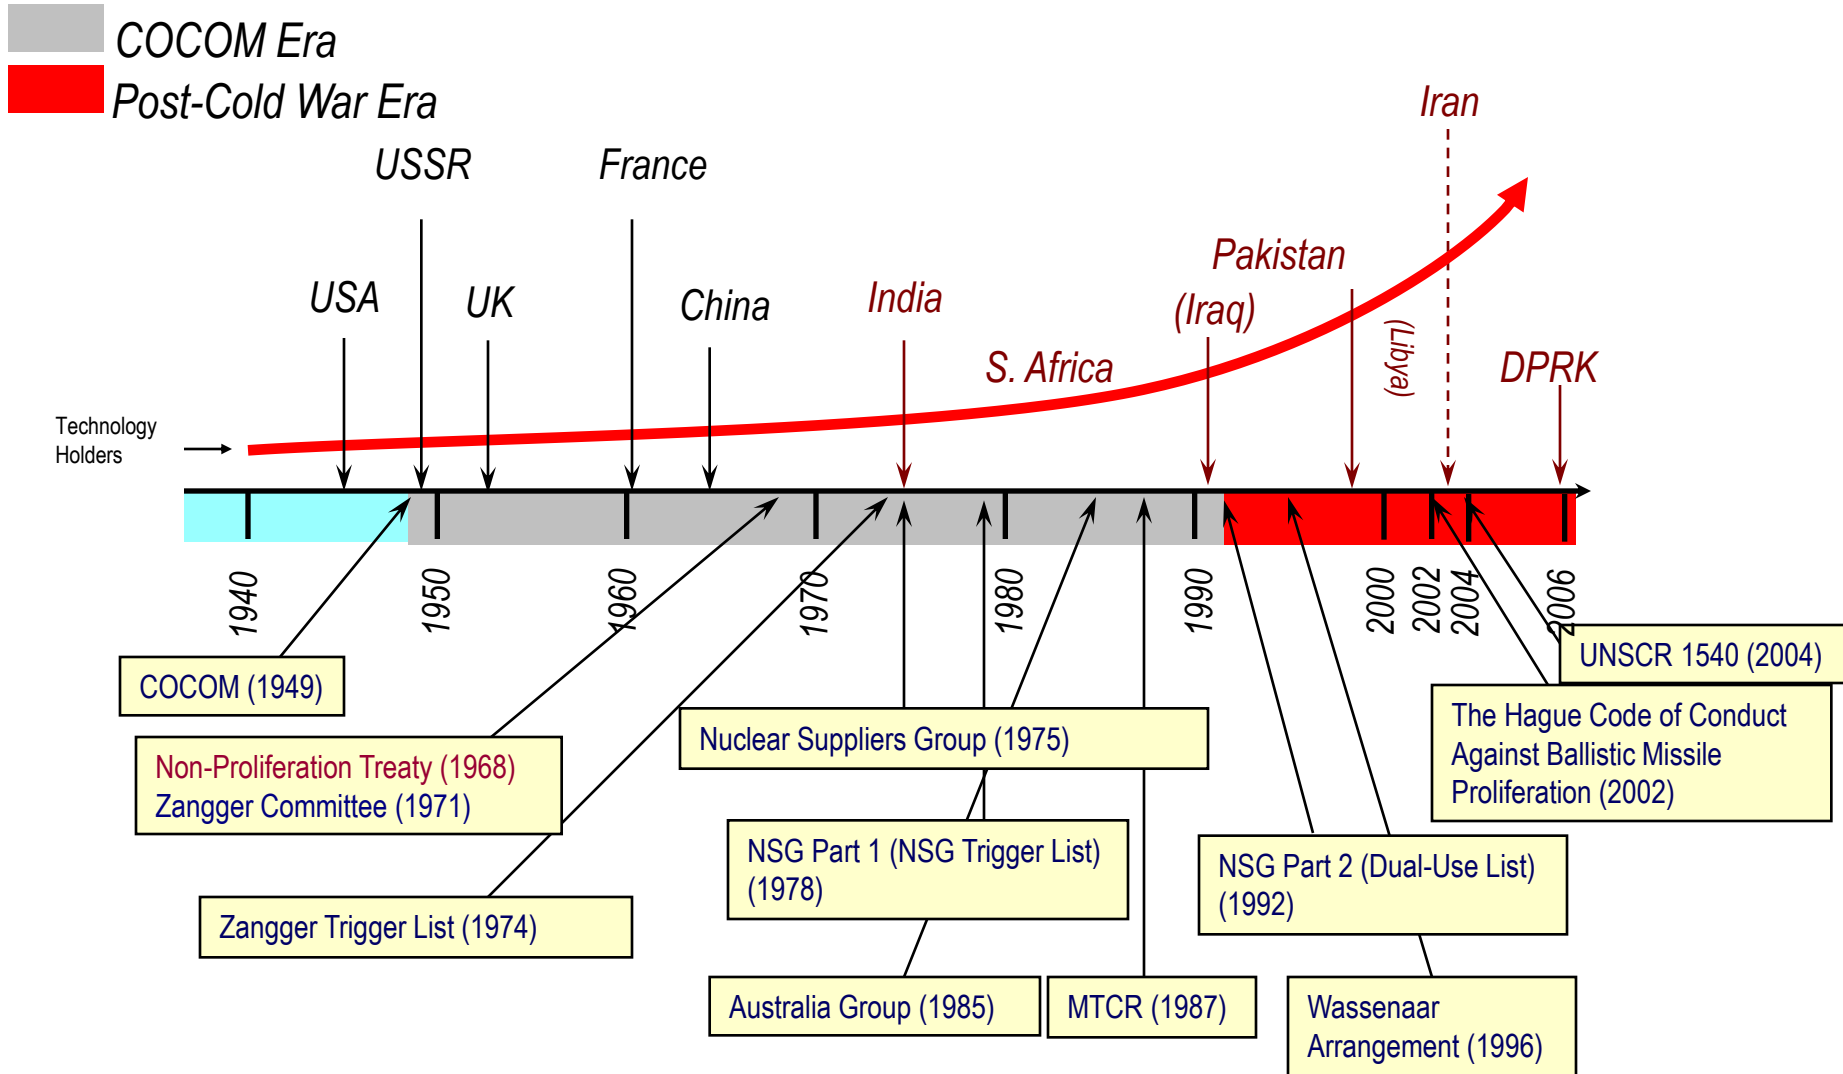 COCOM Era
Post-Cold War Era
Iran
USSR
France
Pakistan
USA
UK
China
India
(Iraq)
(Libya)
S. Africa
DPRK
Technology
Holders
1940
1950
1960
1970
1980
1990
2000
2002
2004
2006
COCOM (1949)
UNSCR 1540 (2004)
Non-Proliferation Treaty (1968)
Zangger Committee (1971)
Nuclear Suppliers Group (1975)
The Hague Code of Conduct
Against Ballistic Missile
Proliferation (2002)
NSG Part 1 (NSG Trigger List)
(1978)
NSG Part 2 (Dual-Use List)
(1992)
Zangger Trigger List (1974)
Australia Group (1985)
MTCR (1987)
Wassenaar
Arrangement (1996)